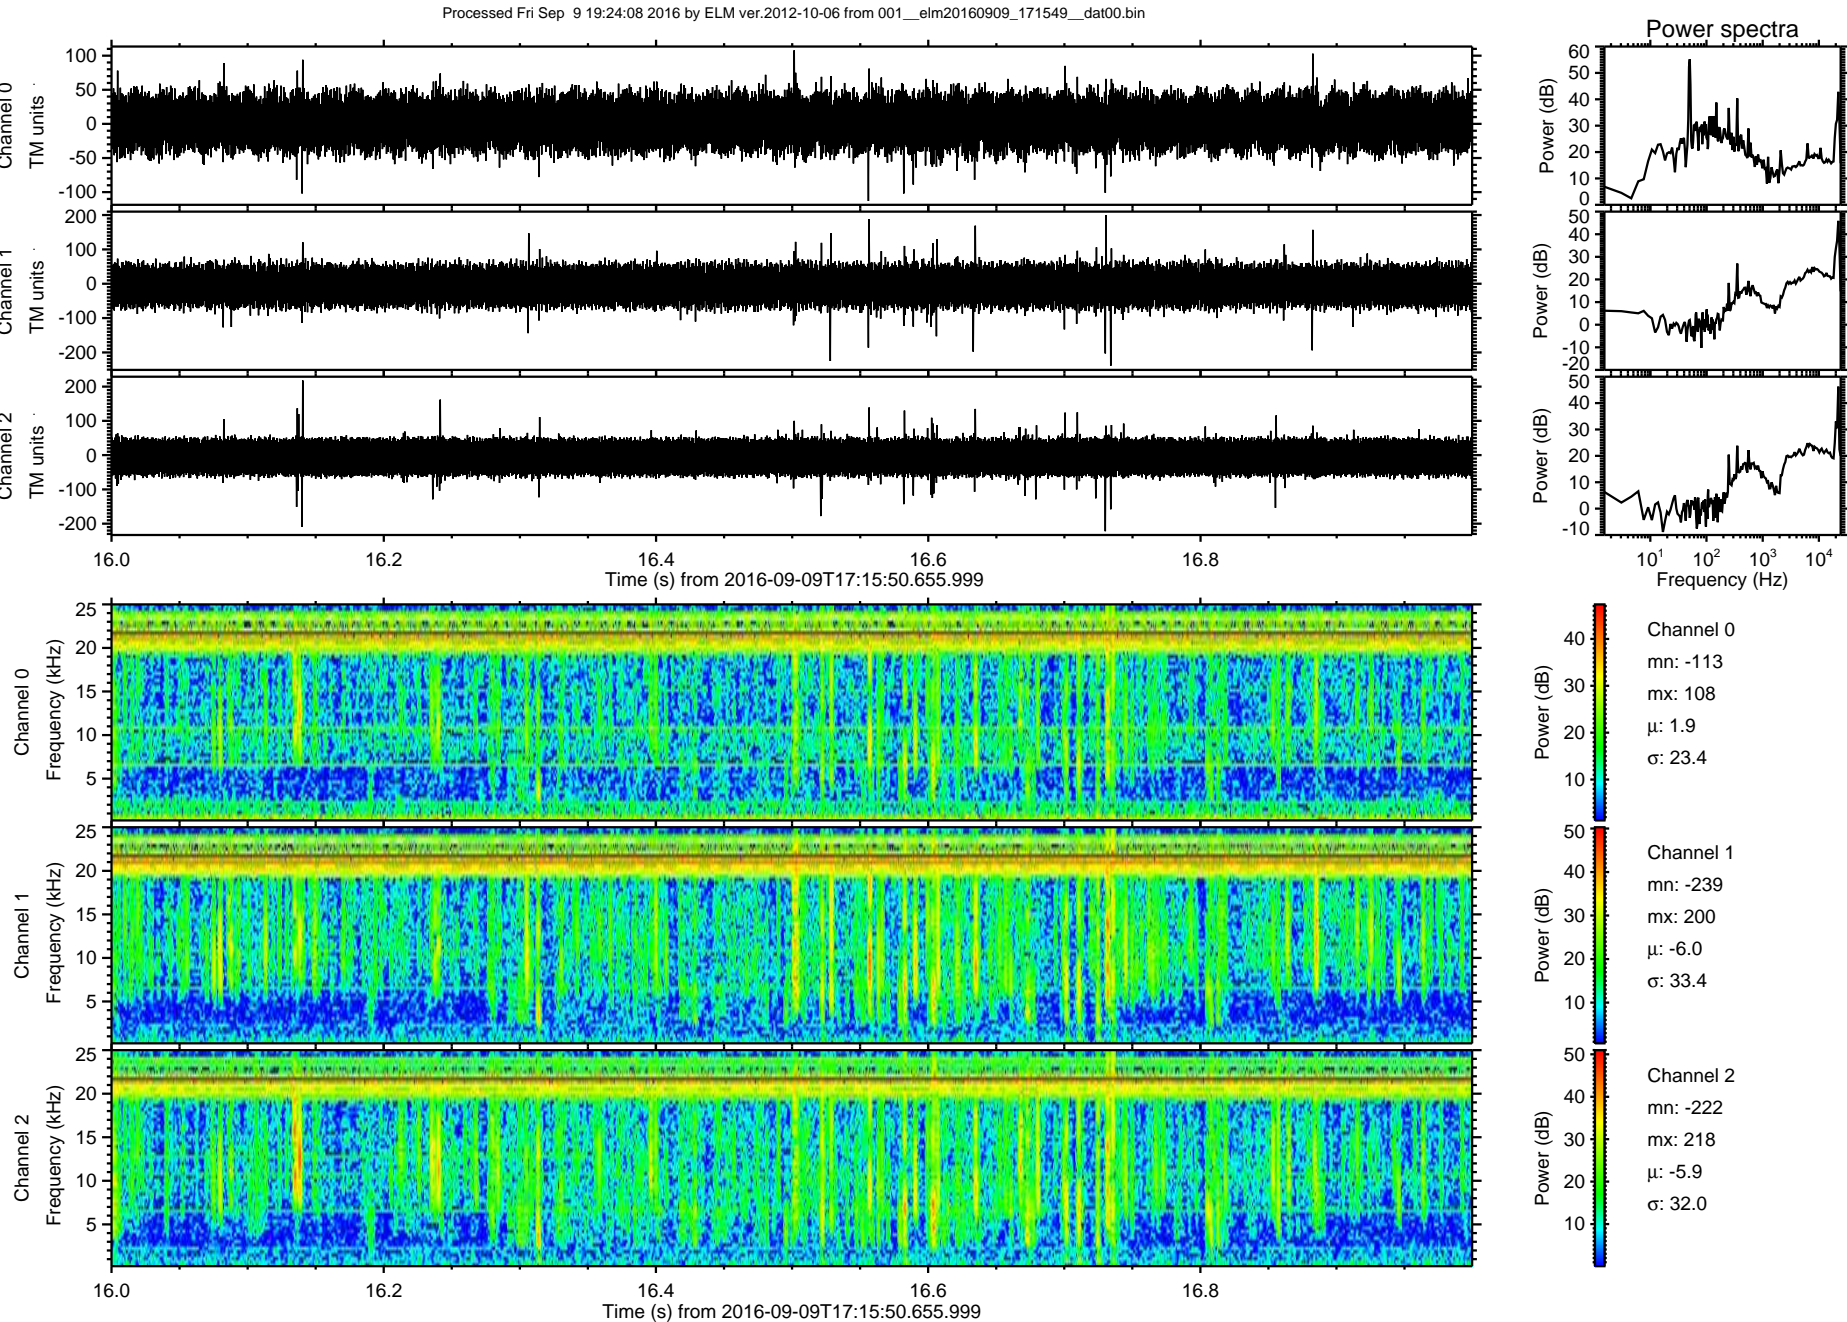 Processed Fri Sep  9 19:24:08 2016 by ELM ver.2012-10-06 from 001__elm20160909_171549__dat00.bin
Power spectra
Channel 0
TM units
100
50
0
-50
-100
Power (dB)
60
50
40
30
20
10
0
Channel 1
TM units
200
100
0
-100
-200
Power (dB)
50
40
30
20
10
0
-10
-20
Channel 2
TM units
200
100
0
-100
-200
Power (dB)
50
40
30
20
10
0
-10
16.0 16.2 16.4 16.6 16.8
Time (s) from 2016-09-09T17:15:50.655.999
10¹ 10² 10³ 10⁴
Frequency (Hz)
Channel 0
Frequency (kHz)
25
20
15
10
5
Power (dB)
40
30
20
10
Channel 0
mn: -113
mx: 108
μ: 1.9
σ: 23.4
Channel 1
Frequency (kHz)
25
20
15
10
5
Power (dB)
50
40
30
20
10
Channel 1
mn: -239
mx: 200
μ: -6.0
σ: 33.4
Channel 2
Frequency (kHz)
25
20
15
10
5
Power (dB)
50
40
30
20
10
Channel 2
mn: -222
mx: 218
μ: -5.9
σ: 32.0
16.0 16.2 16.4 16.6 16.8
Time (s) from 2016-09-09T17:15:50.655.999